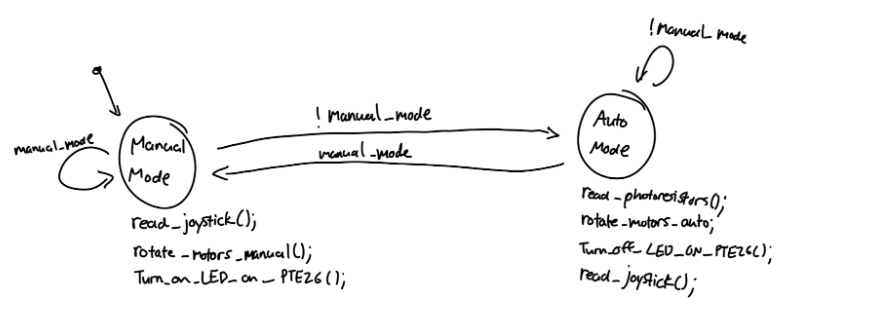 !Manual_mode
!Manual_mode
manual_mode
manual_mode
Manual
Mode
read_joystick();
rotate_motors_manual();
Turn_on_LED_on_PTE26();
Auto
Mode
read_photoresistors();
rotate_motors_auto;
Turn_off_LED_ON_PTE26();
read_joystick();